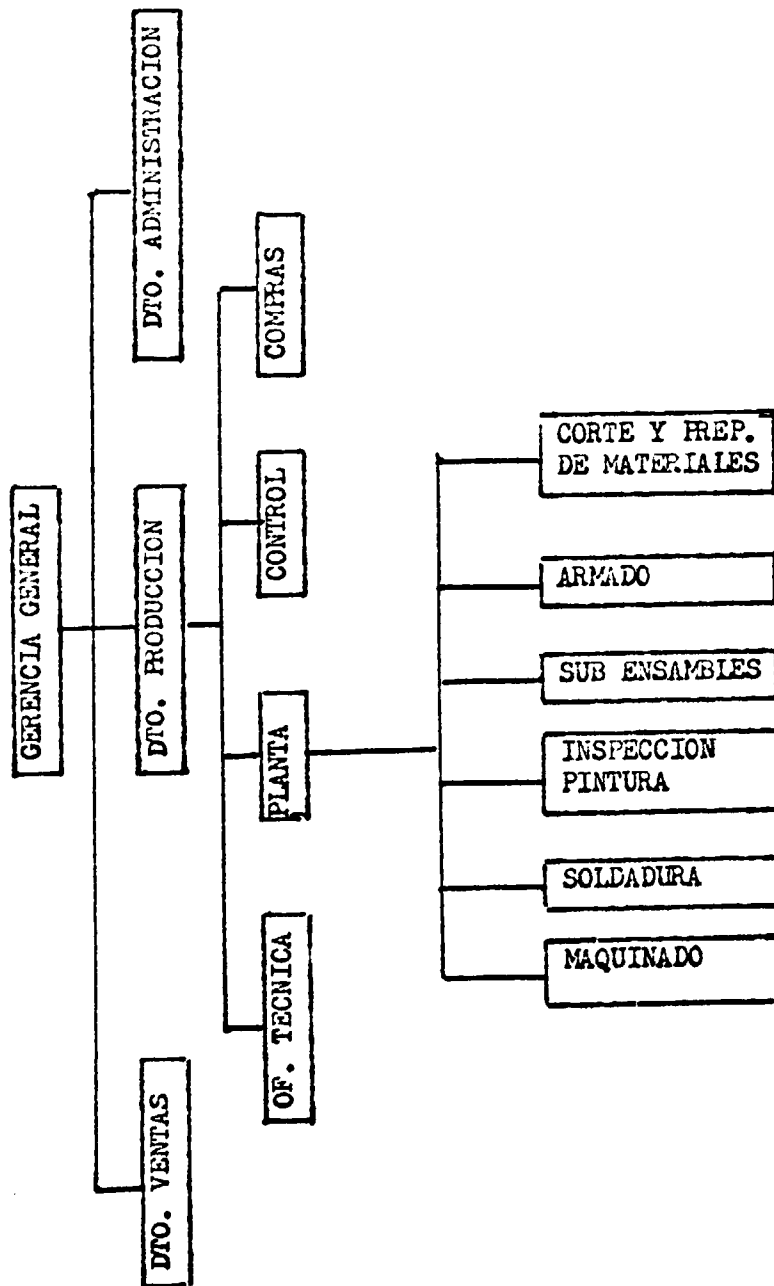 GERENCIA GENERAL
DTO. VENTAS
DTO. PRODUCCION
DTO. ADMINISTRACION
OF. TECNICA
PLANTA
CONTROL
COMPRAS
CORTE Y PREP.
DE MATERIALES
ARMADO
SUB ENSAMBLES
INSPECCION
PINTURA
SOLDADURA
MAQUINADO